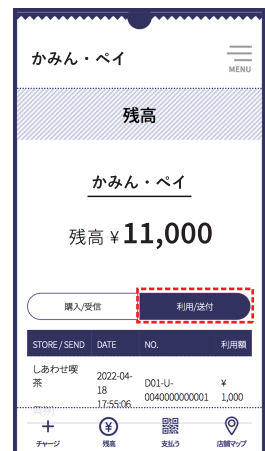 かみん・ペイ
MENU
残高
かみん・ペイ
残高 ¥11,000
購入/受信 利用/送付
STORE / SEND DATE NO. 利用額
しあわせ喫
茶
2022-04-
18
17:55:06
D01-U-
0040000000001
¥
1,000
チャージ 残高 支払う 店舗マップ